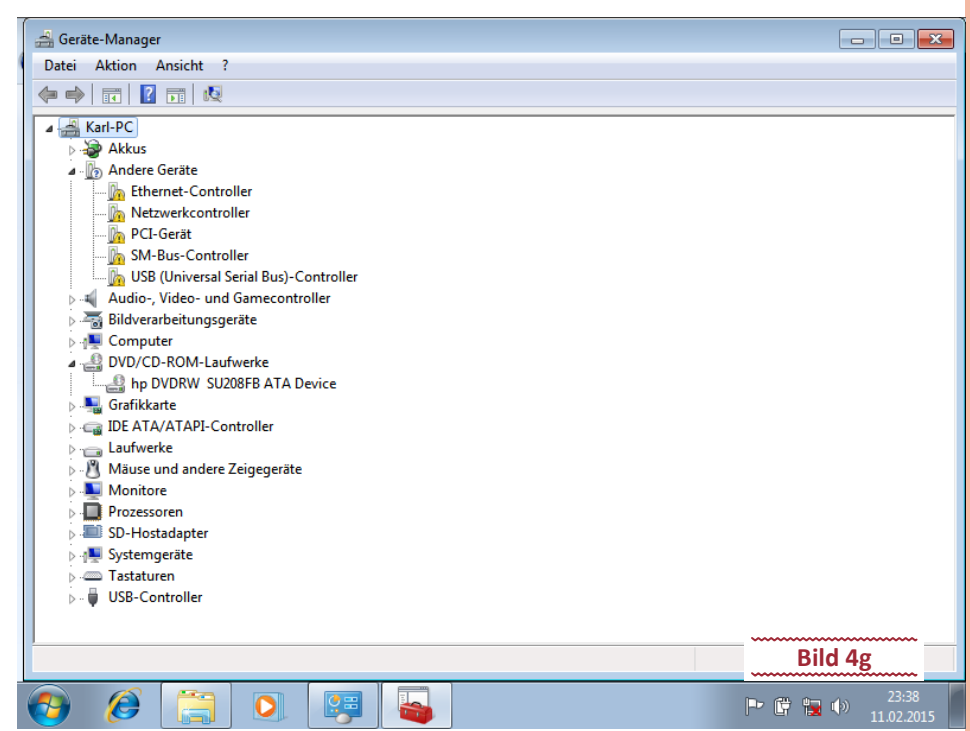 Geräte-Manager
Datei Aktion Ansicht ?
Karl-PC
Akkus
Andere Geräte
Ethernet-Controller
Netzwerkcontroller
PCI-Gerät
SM-Bus-Controller
USB (Universal Serial Bus)-Controller
Audio-, Video- und Gamecontroller
Bildverarbeitungsgeräte
Computer
DVD/CD-ROM-Laufwerke
hp DVDRW SU208FB ATA Device
Grafikkarte
IDE ATA/ATAPI-Controller
Laufwerke
Mäuse und andere Zeigegeräte
Monitore
Prozessoren
SD-Hostadapter
Systemgeräte
Tastaturen
USB-Controller
Bild 4g
23:38
11.02.2015